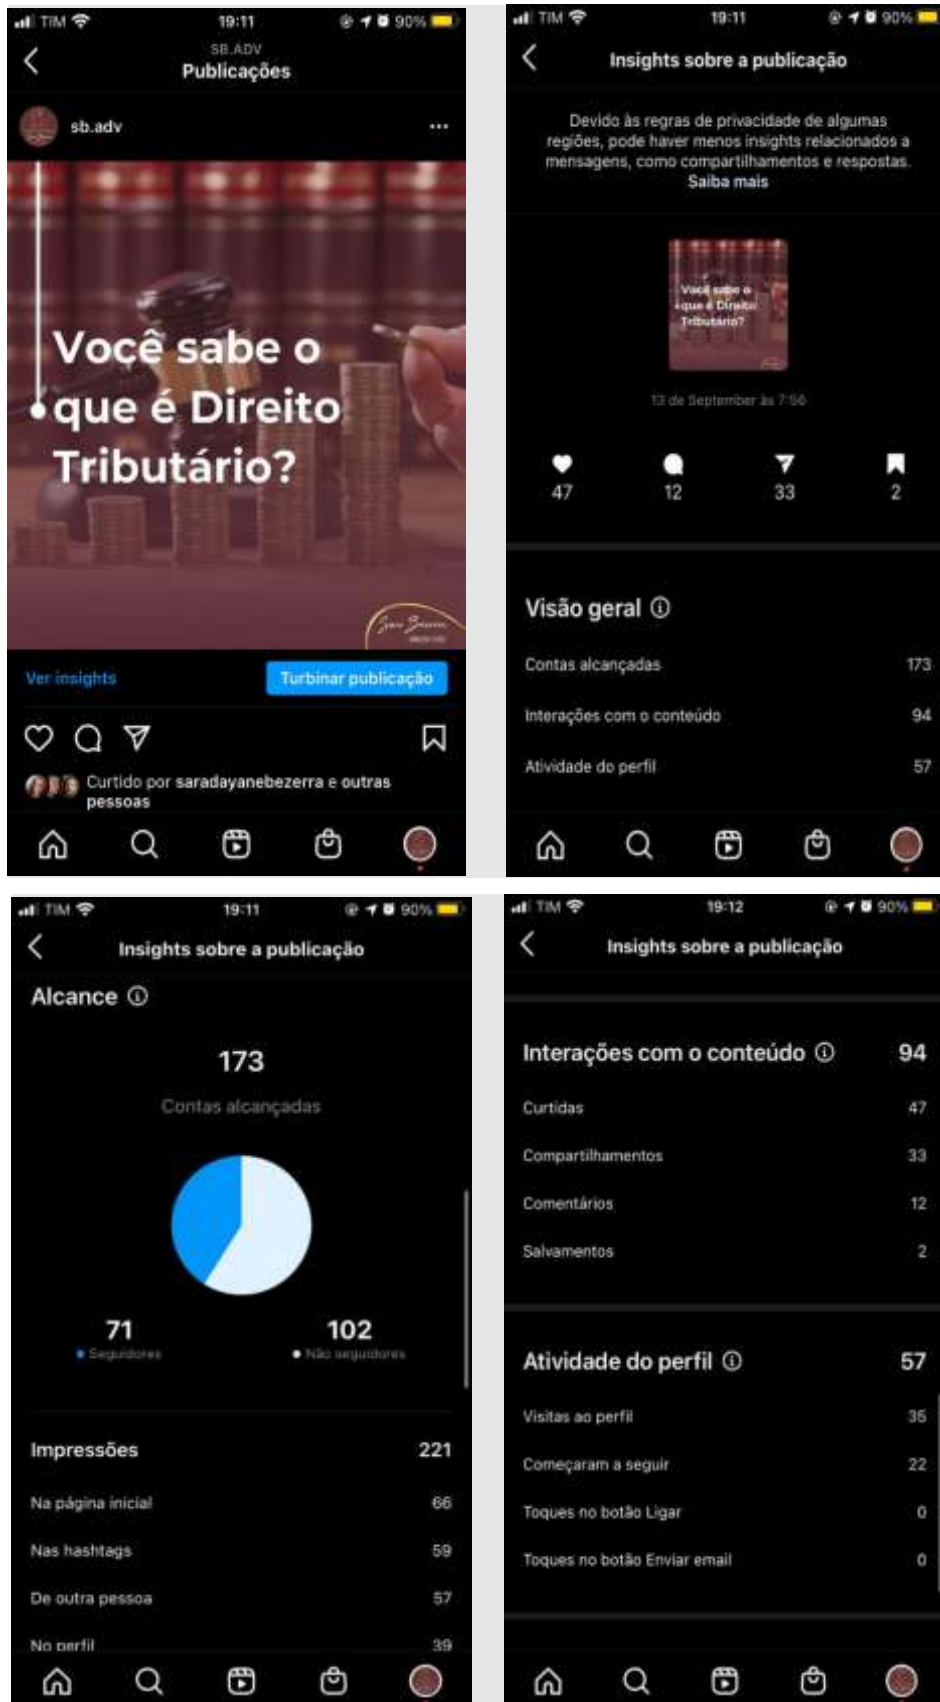 TIM
19:11
90%
SB.ADV
Publicações
sb.adv
Você sabe o
que é Direito
Tributário?
Ver insights
Turbinar publicação
Curtido por saradayanebezerra e outras
pessoas
TIM
19:11
90%
Insights sobre a publicação
Devido às regras de privacidade de algumas
regiões, pode haver menos insights relacionados a
mensagens, como compartilhamentos e respostas.
Saiba mais
Você sabe o
que é Direito
Tributário?
13 de September às 7:56
47
12
33
2
Visão geral
Contas alcançadas
173
Interações com o conteúdo
94
Atividade do perfil
57
TIM
19:11
90%
Insights sobre a publicação
Alcance
173
Contas alcançadas
71
Seguidores
102
Não seguidores
Impressões
221
Na página inicial
66
Nas hashtags
59
De outra pessoa
57
No perfil
39
TIM
19:12
90%
Insights sobre a publicação
Interações com o conteúdo
94
Curtidas
47
Compartilhamentos
33
Comentários
12
Salvamentos
2
Atividade do perfil
57
Visitas ao perfil
35
Começaram a seguir
22
Toques no botão Ligar
0
Toques no botão Enviar email
0